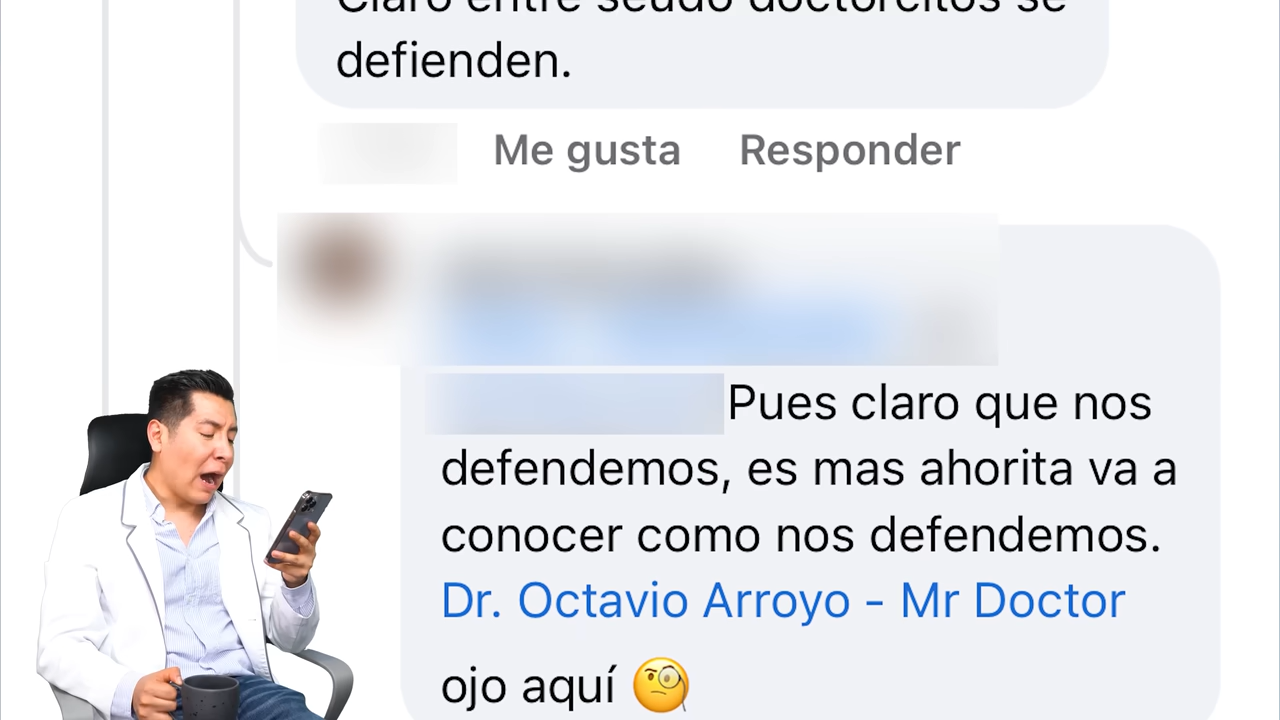 Claro entre seudo doctorcitos se
defienden.
Me gusta Responder
Pues claro que nos
defendemos, es mas ahorita va a
conocer como nos defendemos.
Dr. Octavio Arroyo - Mr Doctor
ojo aquí 🧐